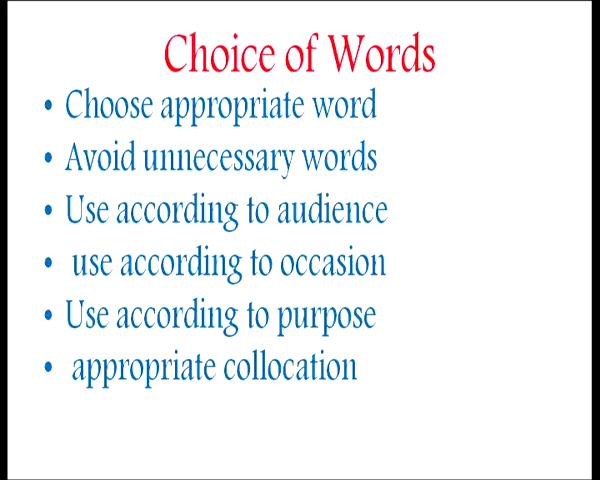 Choice of Words
• Choose appropriate word
• Avoid unnecessary words
• Use according to audience
• use according to occasion
• Use according to purpose
• appropriate collocation